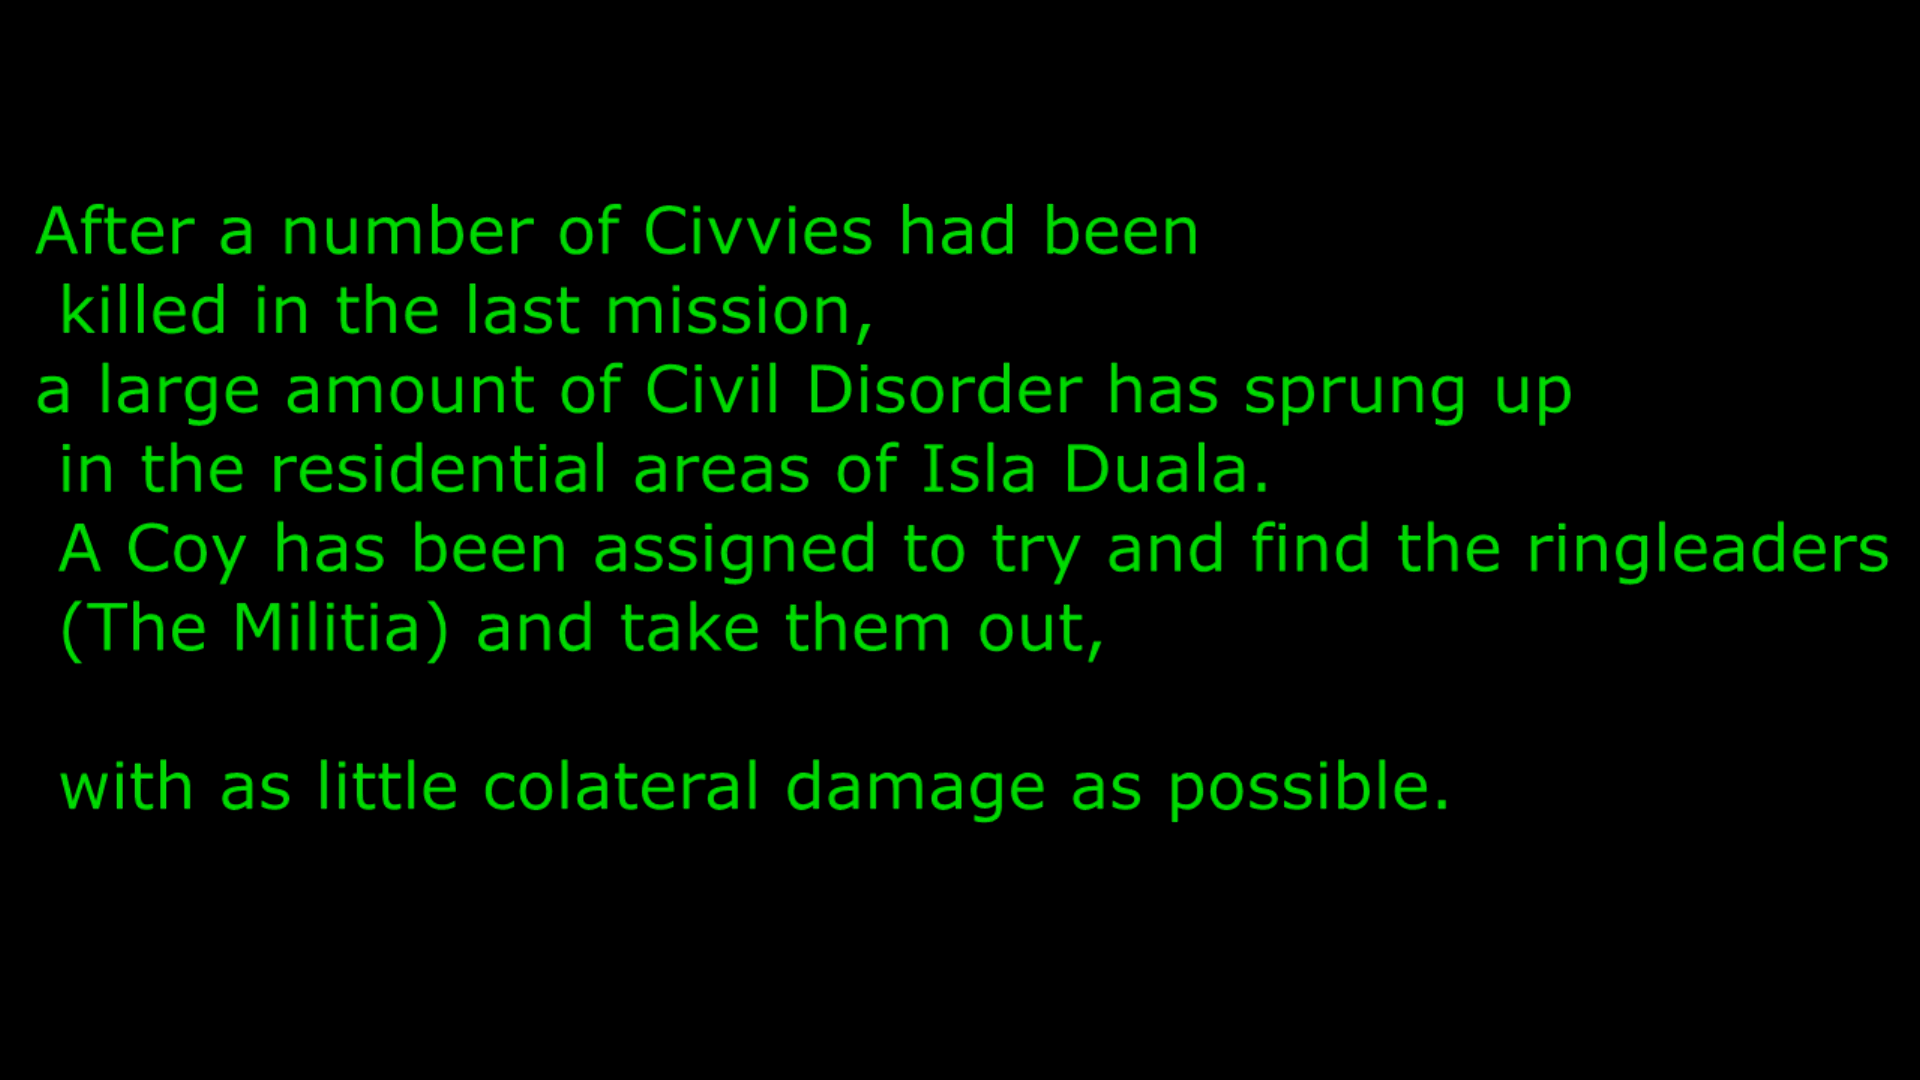 After a number of Civvies had been
killed in the last mission,
a large amount of Civil Disorder has sprung up
in the residential areas of Isla Duala.
A Coy has been assigned to try and find the ringleaders
(The Militia) and take them out,
with as little colateral damage as possible.